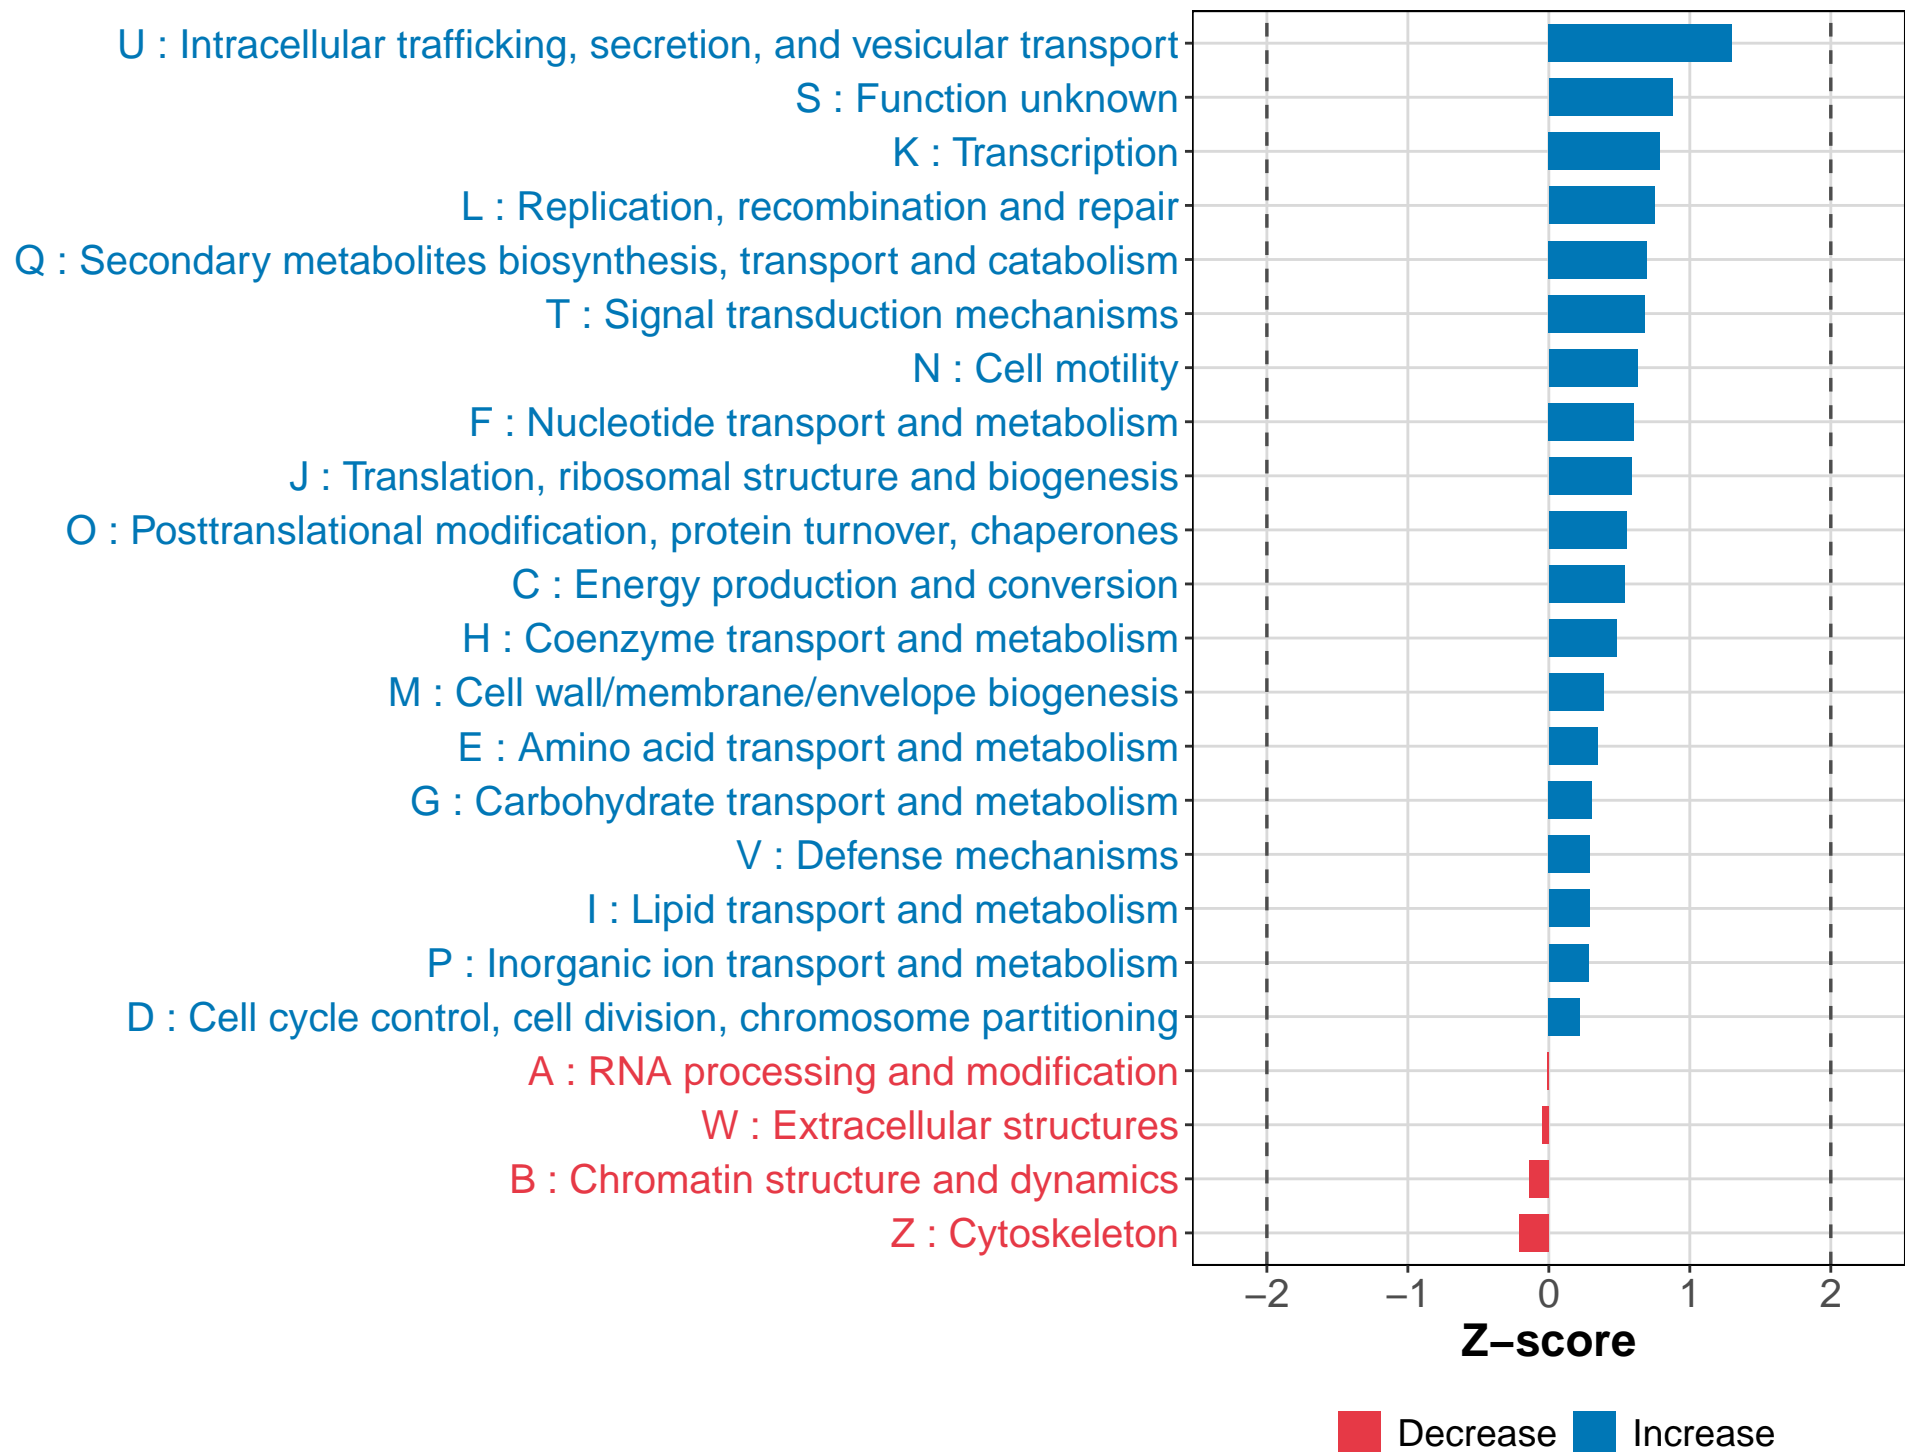 U : Intracellular trafficking, secretion, and vesicular transport
S : Function unknown
K : Transcription
L : Replication, recombination and repair
Q : Secondary metabolites biosynthesis, transport and catabolism
T : Signal transduction mechanisms
N : Cell motility
F : Nucleotide transport and metabolism
J : Translation, ribosomal structure and biogenesis
O : Posttranslational modification, protein turnover, chaperones
C : Energy production and conversion
H : Coenzyme transport and metabolism
M : Cell wall/membrane/envelope biogenesis
E : Amino acid transport and metabolism
G : Carbohydrate transport and metabolism
V : Defense mechanisms
I : Lipid transport and metabolism
P : Inorganic ion transport and metabolism
D : Cell cycle control, cell division, chromosome partitioning
A : RNA processing and modification
W : Extracellular structures
B : Chromatin structure and dynamics
Z : Cytoskeleton
−2 −1 0 1 2
Z−score
Decrease Increase